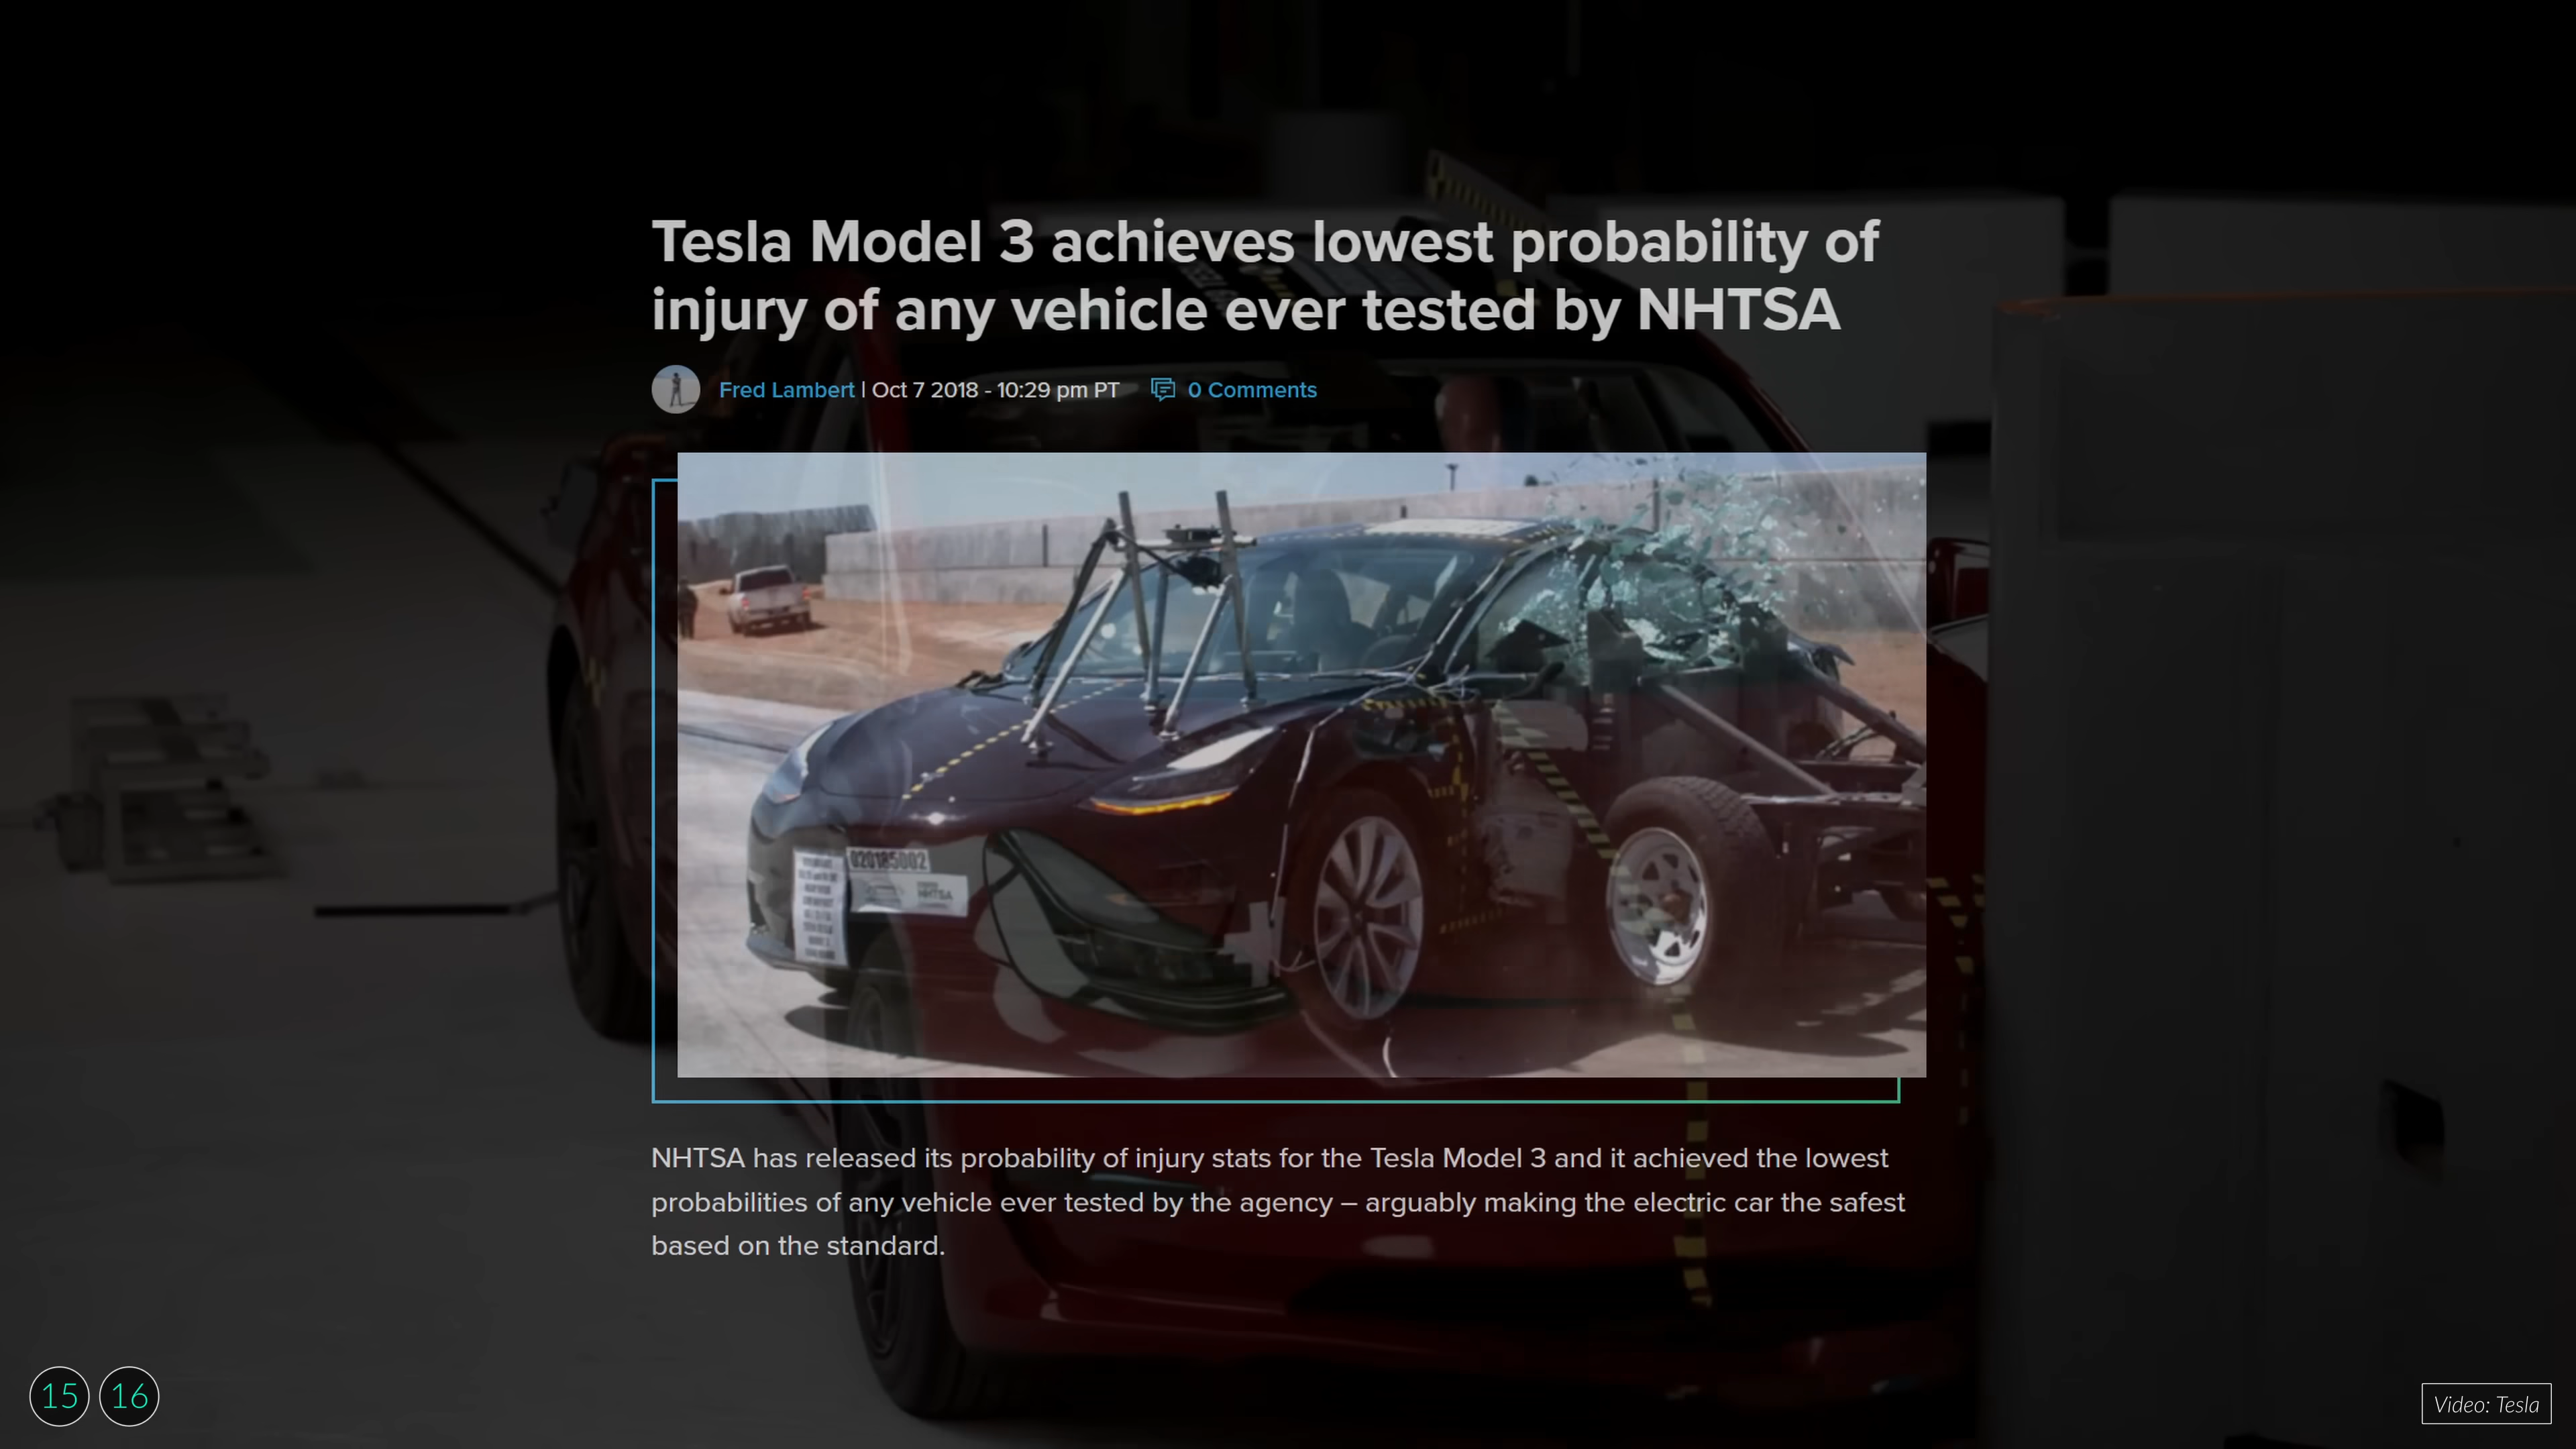 Tesla Model 3 achieves lowest probability of
injury of any vehicle ever tested by NHTSA
Fred Lambert | Oct 7 2018 - 10:29 pm PT 0 Comments
020185002
NHTSA
NHTSA has released its probability of injury stats for the Tesla Model 3 and it achieved the lowest
probabilities of any vehicle ever tested by the agency – arguably making the electric car the safest
based on the standard.
15 16
Video: Tesla